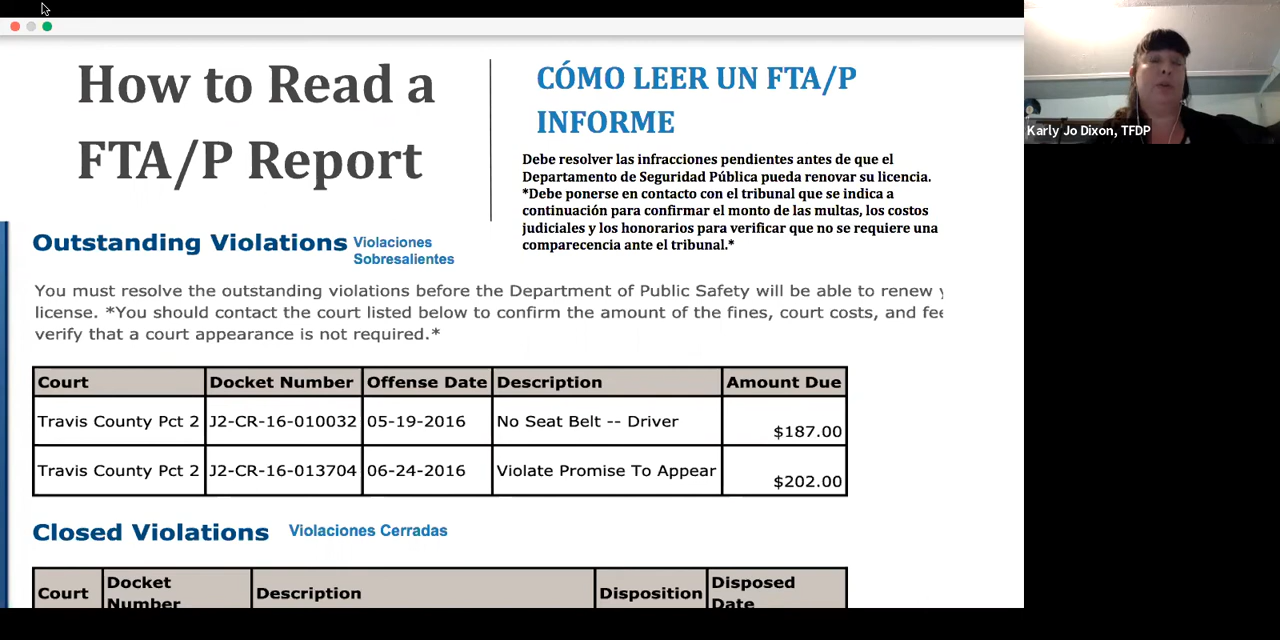 How to Read a
FTA/P Report
CÓMO LEER UN FTA/P
INFORME
Debe resolver las infracciones pendientes antes de que el
Departamento de Seguridad Pública pueda renovar su licencia.
*Debe ponerse en contacto con el tribunal que se indica a
continuación para confirmar el monto de las multas, los costos
judiciales y los honorarios para verificar que no se requiere una
comparecencia ante el tribunal.*
Karly Jo Dixon, TFDP
Outstanding Violations
Violaciones
Sobresalientes
You must resolve the outstanding violations before the Department of Public Safety will be able to renew
license. *You should contact the court listed below to confirm the amount of the fines, court costs, and
verify that a court appearance is not required.*
Court Docket Number Offense Date Description Amount Due
Travis County Pct 2 J2-CR-16-010032 05-19-2016 No Seat Belt -- Driver $187.00
Travis County Pct 2 J2-CR-16-013704 06-24-2016 Violate Promise To Appear $202.00
Closed Violations Violaciones Cerradas
Court Docket Number Description Disposition Disposed Date